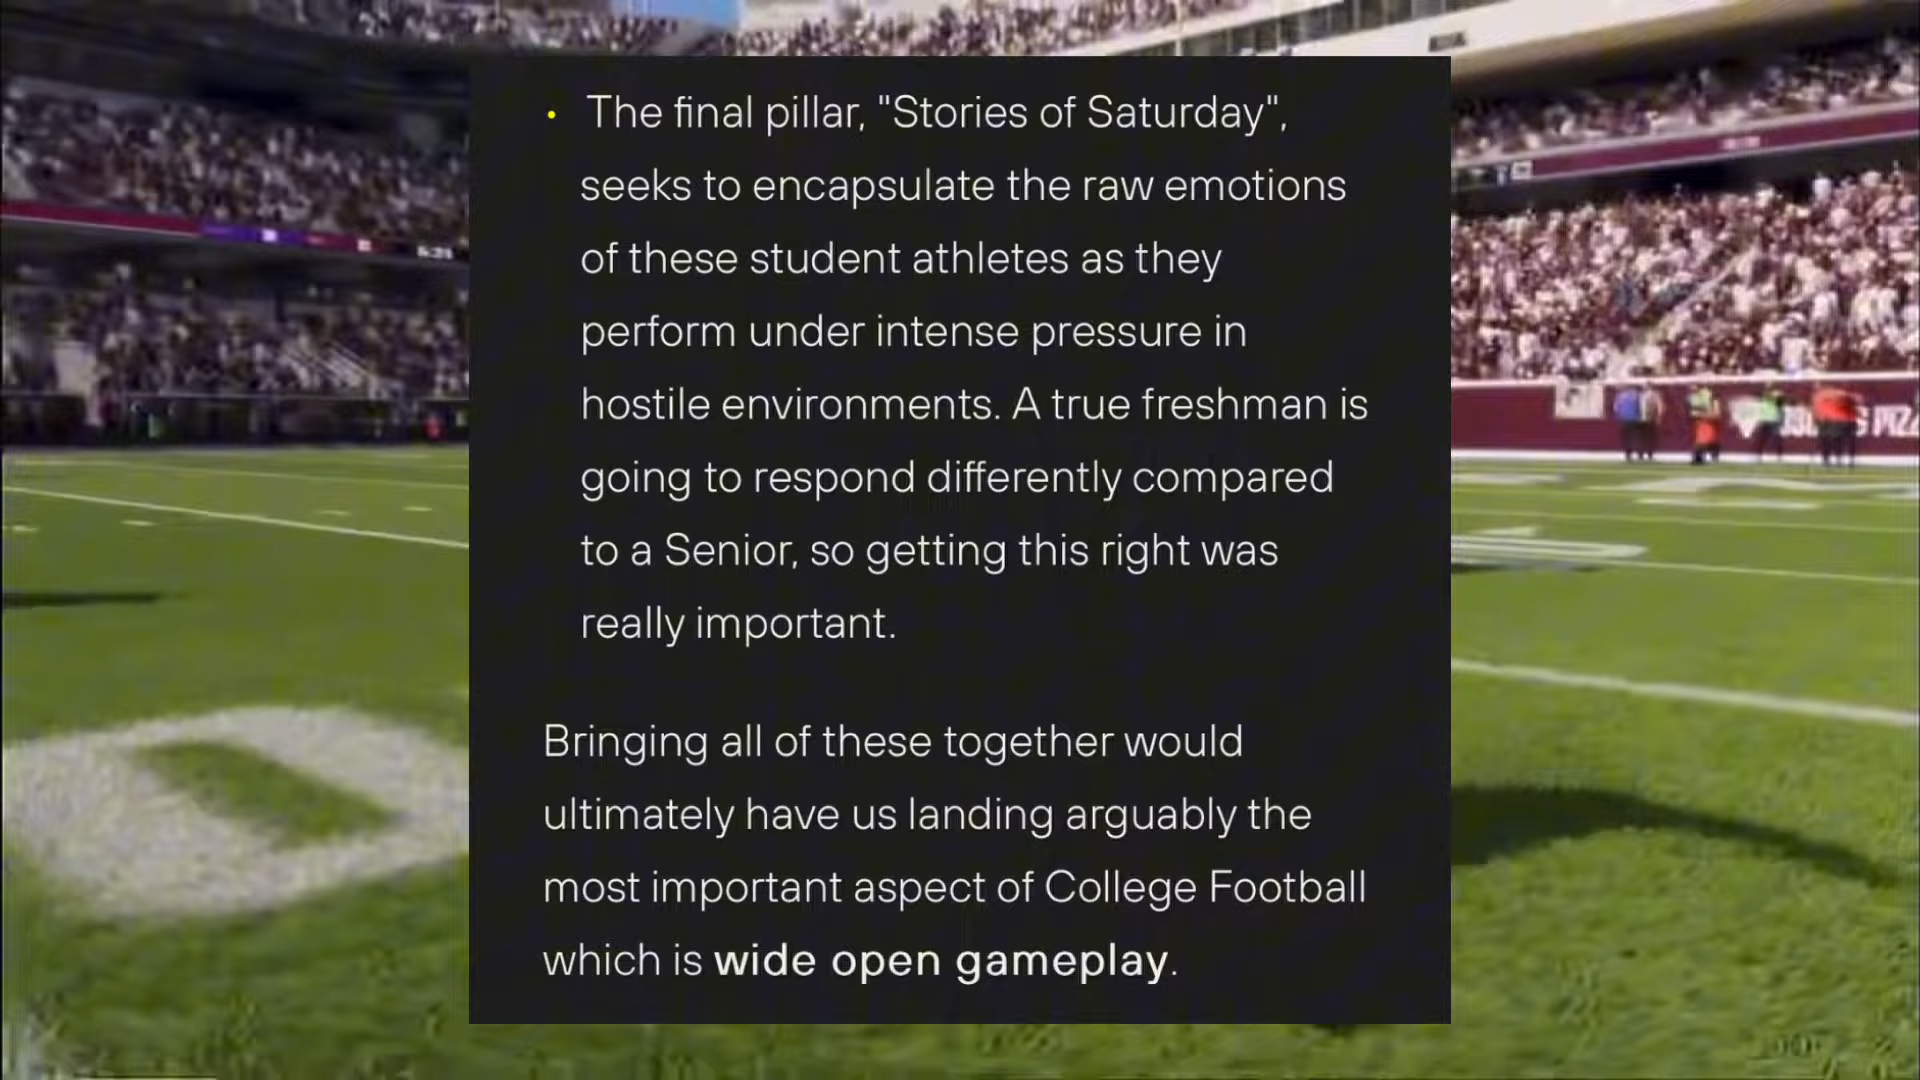 • The final pillar, "Stories of Saturday",
seeks to encapsulate the raw emotions
of these student athletes as they
perform under intense pressure in
hostile environments. A true freshman is
going to respond differently compared
to a Senior, so getting this right was
really important.
Bringing all of these together would
ultimately have us landing arguably the
most important aspect of College Football
which is wide open gameplay.